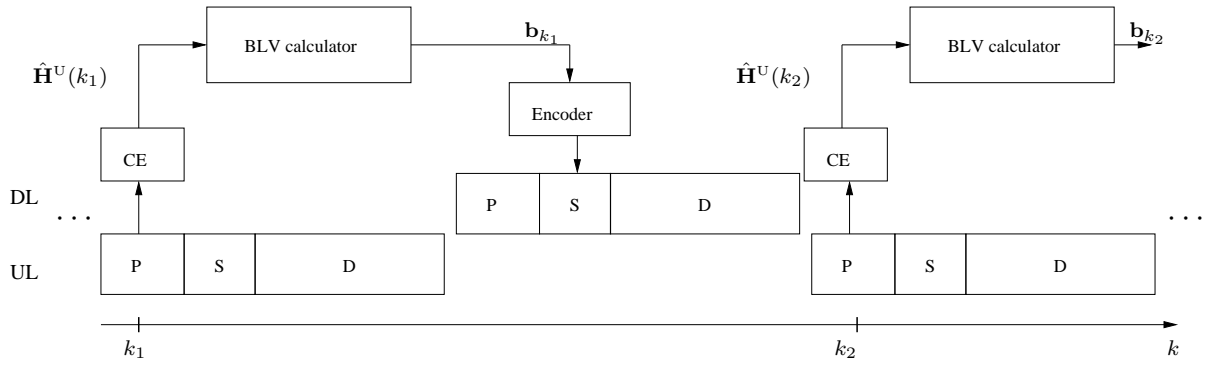 BLV calculator
b_{k_1}
BLV calculator
b_{k_2}
Ĥ^U(k_1)
Ĥ^U(k_2)
Encoder
CE
CE
DL
P S D
. . .
. . .
UL
P S D
P S D
k_1
k_2
k